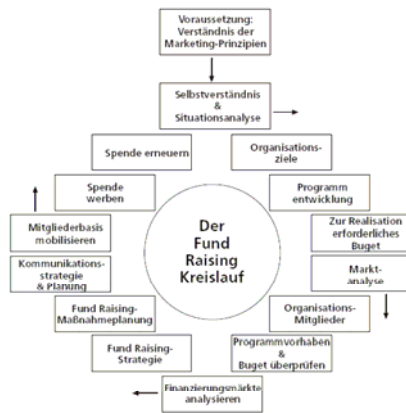 Voraussetzung:
Verständnis der
Marketing-Prinzipien
Selbstverständnis
&
Situationsanalyse
Organisations-
ziele
Programm
entwicklung
Zur Realisation
erforderliches
Buget
Markt-
analyse
Organisations-
Mitglieder
Programmvorhaben
&
Buget überprüfen
Finanzierungsmärkte
analysieren
Fund Raising-
Strategie
Fund Raising-
Maßnahmeplanung
Kommunikations-
strategie
& Planung
Mitgliederbasis
mobilisieren
Spende
werben
Spende erneuern
Der
Fund
Raising
Kreislauf